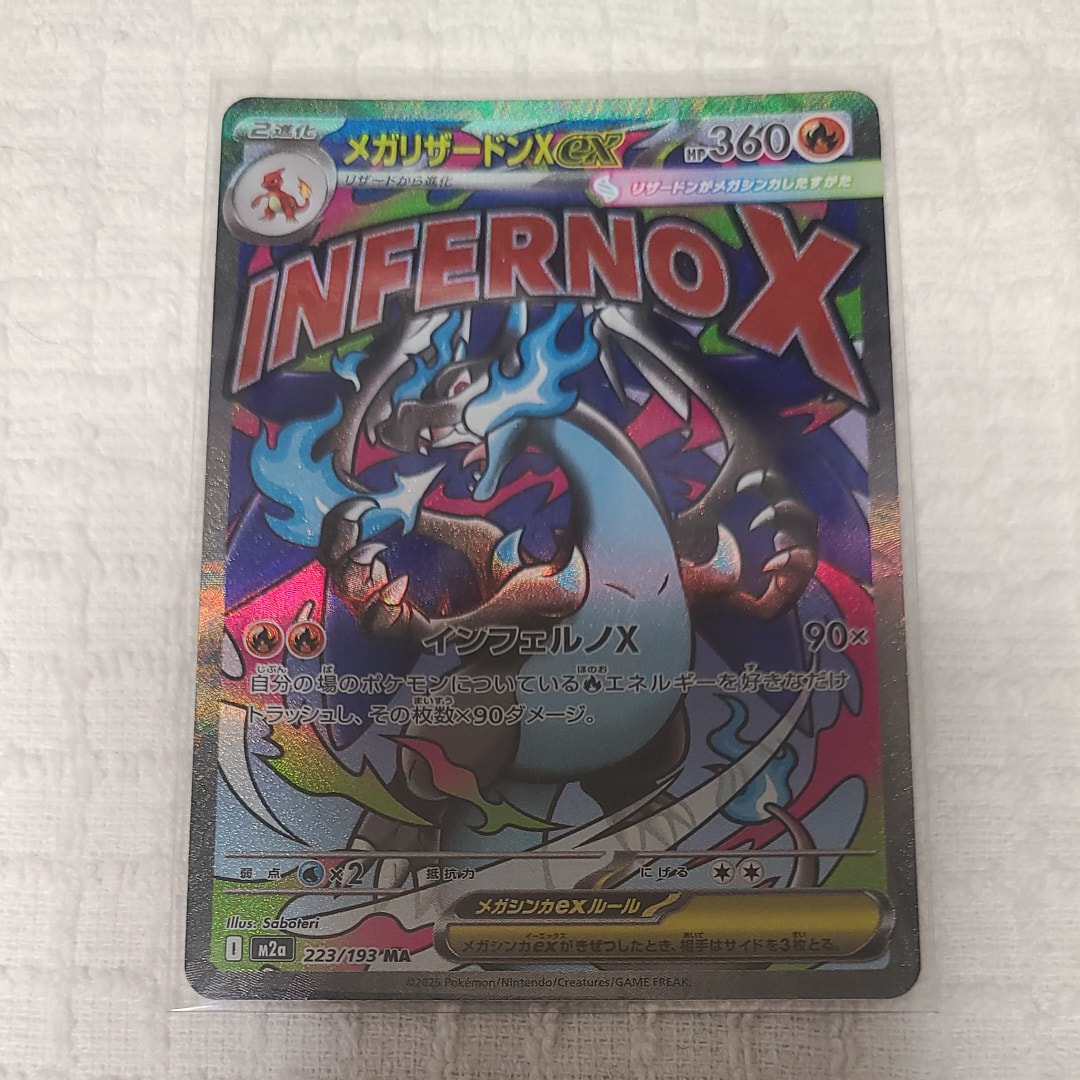 2進化
メガリザードンXex
HP360
リザードから進化
リザードンがメガシンカしたすがた
INFERNO X
インフェルノX 90×
自分の場のポケモンについているエネルギーを好きなだけ
トラッシュし、その枚数×90ダメージ。
弱点 ×2 抵抗力 にげる
メガシンカexルール
メガシンカexがきぜつしたとき、相手はサイドを3枚とる。
Illus. Saboteri
I m2a 223/193 MA
©2025 Pokémon/Nintendo/Creatures/GAME FREAK.